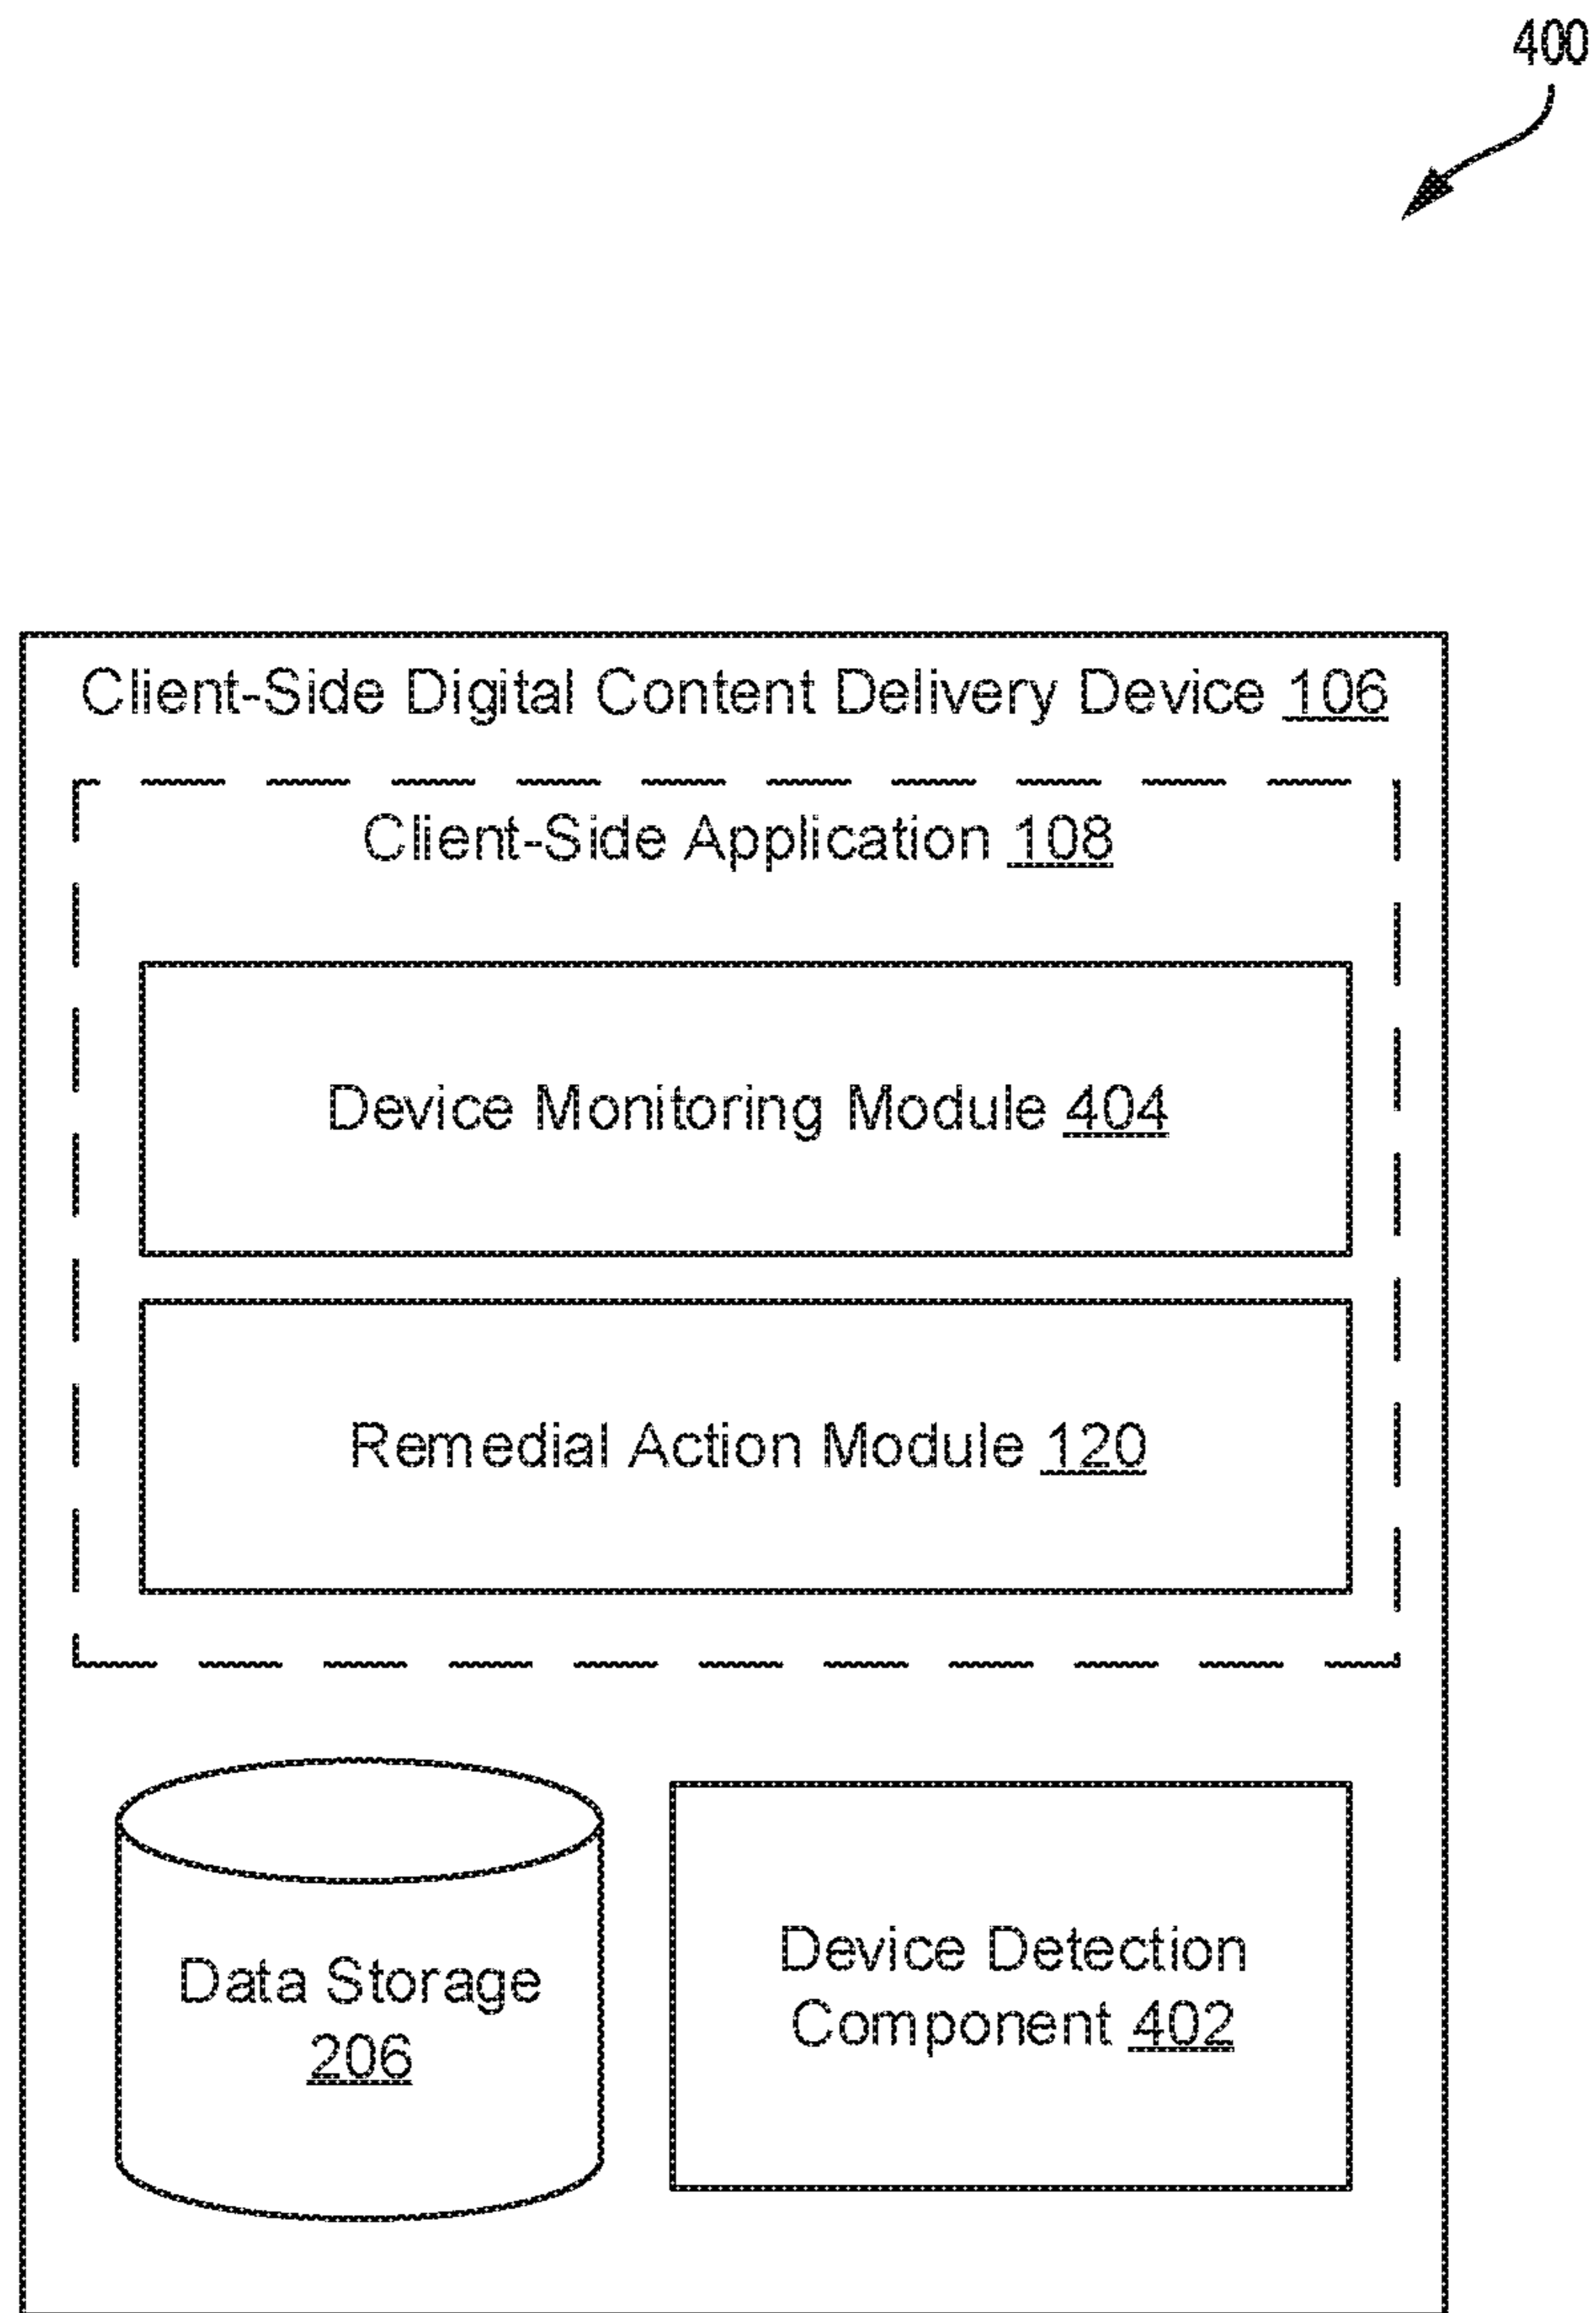 400
Client-Side Digital Content Delivery Device 106
Client-Side Application 108
Device Monitoring Module 404
Remedial Action Module 120
Data Storage
206
Device Detection
Component 402